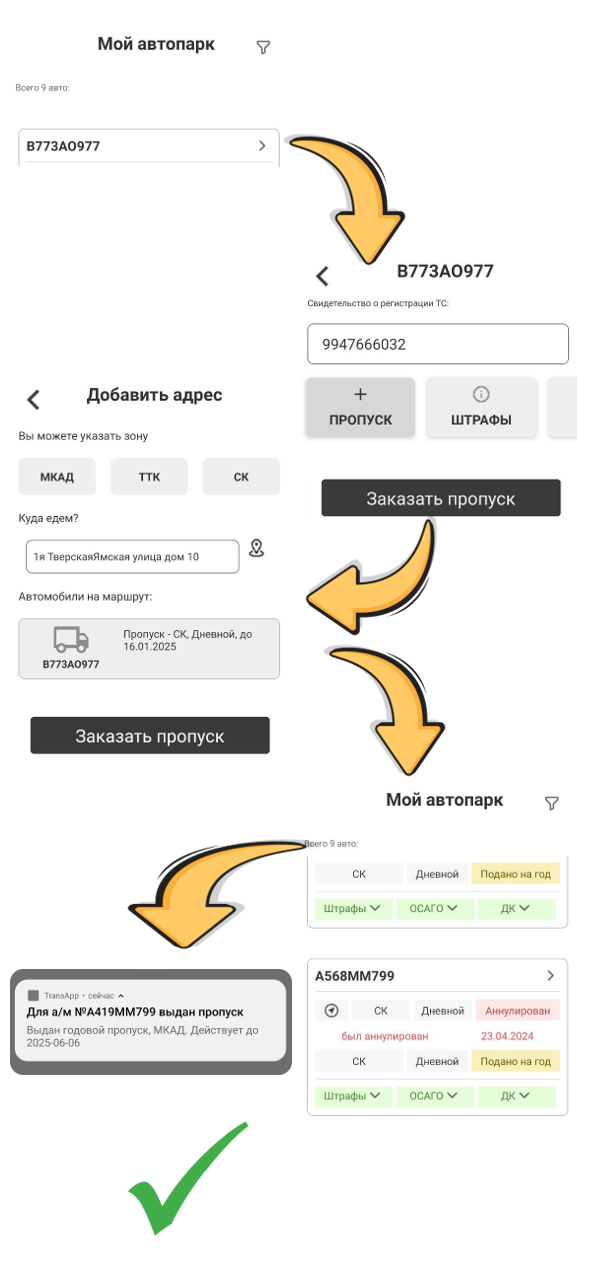 Мой автопарк
Всего 9 авто:
В773АО977
В773АО977
Свидетельство о регистрации ТС:
9947666032
ПРОПУСК
ШТРАФЫ
Заказать пропуск
Добавить адрес
Вы можете указать зону
МКАД
ТТК
СК
Куда едем?
1я ТверскаяЯмская улица дом 10
Автомобили на маршрут:
Пропуск - СК, Дневной, до
16.01.2025
В773АО977
Заказать пропуск
Мой автопарк
Всего 9 авто:
СК Дневной Подано на год
Штрафы ОСАГО ДК
А568ММ799
СК Дневной Аннулирован
был аннулирован 23.04.2024
СК Дневной Подано на год
Штрафы ОСАГО ДК
TransApp • сейчас
Для а/м №А419ММ799 выдан пропуск
Выдан годовой пропуск, МКАД. Действует до
2025-06-06